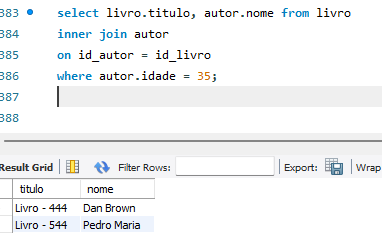 383 select livro.titulo, autor.nome from livro
384 inner join autor
385 on id_autor = id_livro
386 where autor.idade = 35;
387
388
Result Grid Filter Rows: Export: Wrap
titulo nome
Livro - 444 Dan Brown
Livro - 544 Pedro Maria